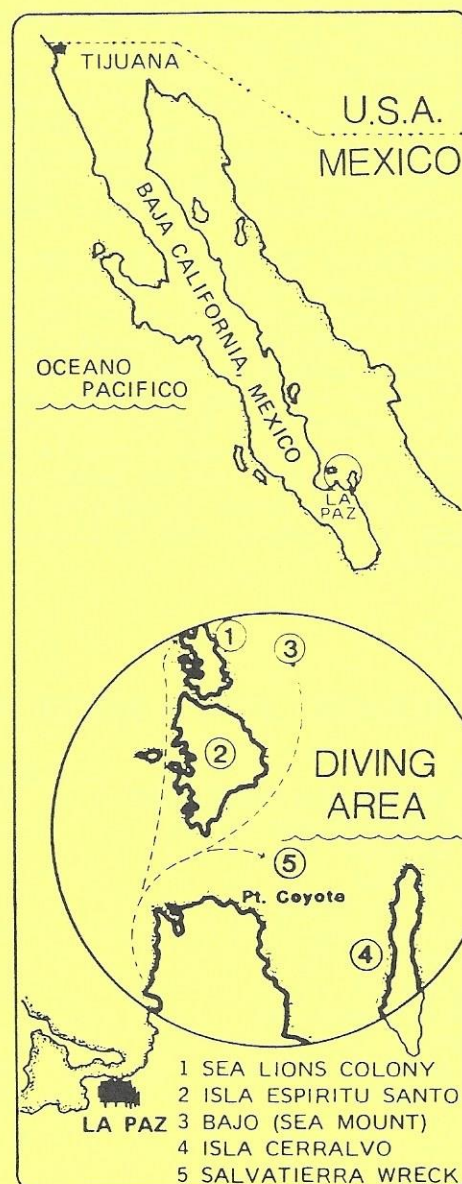 TIJUANA
U.S.A.
MEXICO
BAJA CALIFORNIA, MEXICO
OCEANO
PACIFICO
LA
PAZ
1
3
2
DIVING
AREA
5
Pt. Coyote
4
LA PAZ
1 SEA LIONS COLONY
2 ISLA ESPIRITU SANTO
3 BAJO (SEA MOUNT)
4 ISLA CERRALVO
5 SALVATIERRA WRECK